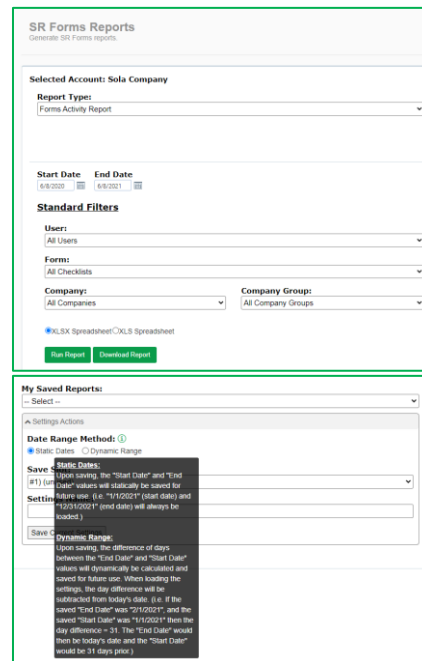 SR Forms Reports
Generate SR Forms reports.
Selected Account: Sola Company
Report Type:
Forms Activity Report
Start Date End Date
6/8/2020 6/8/2021
Standard Filters
User:
All Users
Form:
All Checklists
Company: Company Group:
All Companies All Company Groups
XLSX Spreadsheet XLS Spreadsheet
Run Report Download Report
My Saved Reports:
-- Select --
Settings Actions
Date Range Method:
Static Dates Dynamic Range
Save S
#1) (un
Settings
Save C
Static Dates:
Upon saving, the "Start Date" and "End
Date" values will statically be saved for
future use. (i.e. "1/1/2021" (start date) and
"12/31/2021" (end date) will always be
loaded.)
Dynamic Range:
Upon saving, the difference of days
between the "End Date" and "Start Date"
values will dynamically be calculated and
saved for future use. When loading the
settings, the day difference will be
subtracted from today's date. (i.e. If the
saved "End Date" was "2/1/2021", and the
saved "Start Date" was "1/1/2021" then the
day difference = 31. The "End Date" would
then be today's date and the "Start Date"
would be 31 days prior.)